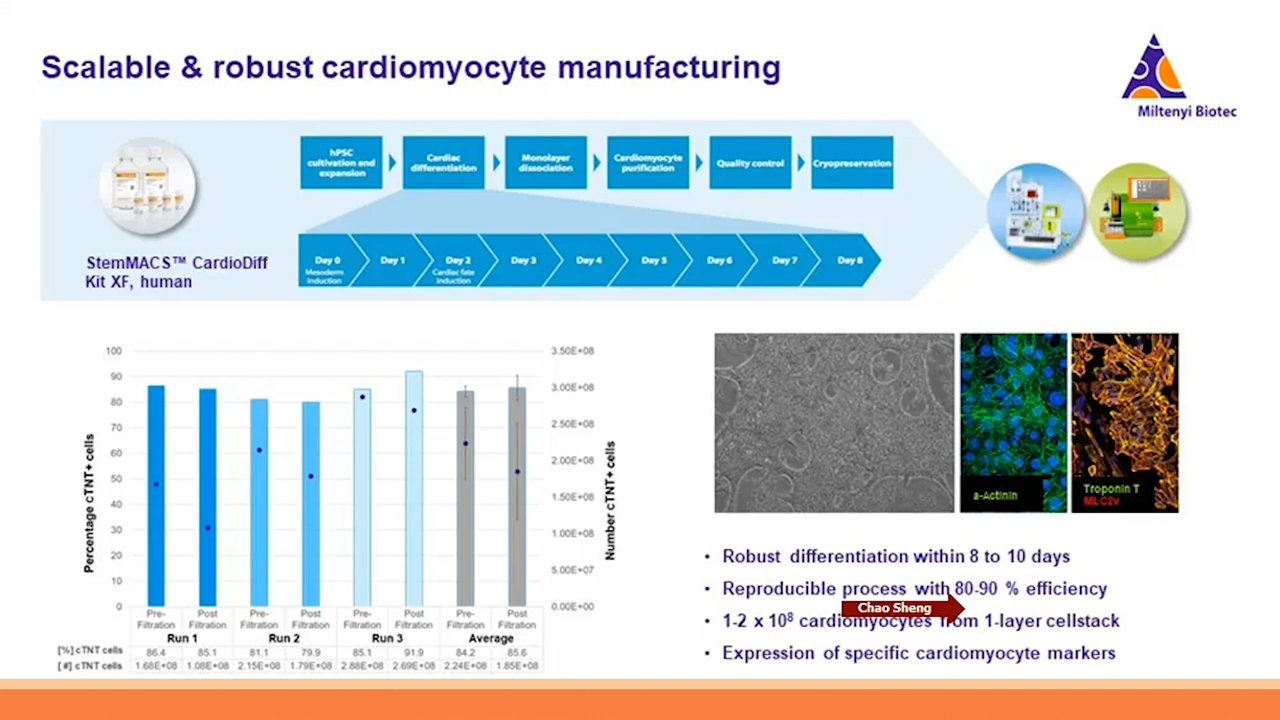 Scalable & robust cardiomyocyte manufacturing
Miltenyi Biotec
hPSC
cultivation and
expansion
Cardiac
differentiation
Monolayer
dissociation
Cardiomyocyte
purification
Quality control
Cryopreservation
StemMACS™ CardioDiff
Kit XF, human
Day 0
Mesoderm
Induction
Day 1
Day 2
Cardiac fate
induction
Day 3
Day 4
Day 5
Day 6
Day 7
Day 8
Percentage cTNT+ cells
100
90
80
70
60
50
40
30
20
10
0
3.50E+08
3.00E+08
2.50E+08
2.00E+08
1.50E+08
1.00E+08
5.00E+07
0.00E+00
Number cTNT+ cells
Pre-Filtration Post Filtration Pre-Filtration Post Filtration Pre-Filtration Post Filtration Pre-Filtration Post Filtration
Run 1 Run 2 Run 3 Average
[%] cTNT cells 86.4 85.1 81.1 79.9 85.1 91.9 84.2 85.6
[ #] cTNT cells 1.68E+08 1.08E+08 2.15E+08 1.79E+08 2.88E+08 2.69E+08 2.24E+08 1.85E+08
a-Actinin
Troponin T
MLC2v
• Robust differentiation within 8 to 10 days
• Reproducible process with 80-90 % efficiency
Chao Sheng
• 1-2 x 10⁸ cardiomyocytes from 1-layer cellstack
• Expression of specific cardiomyocyte markers